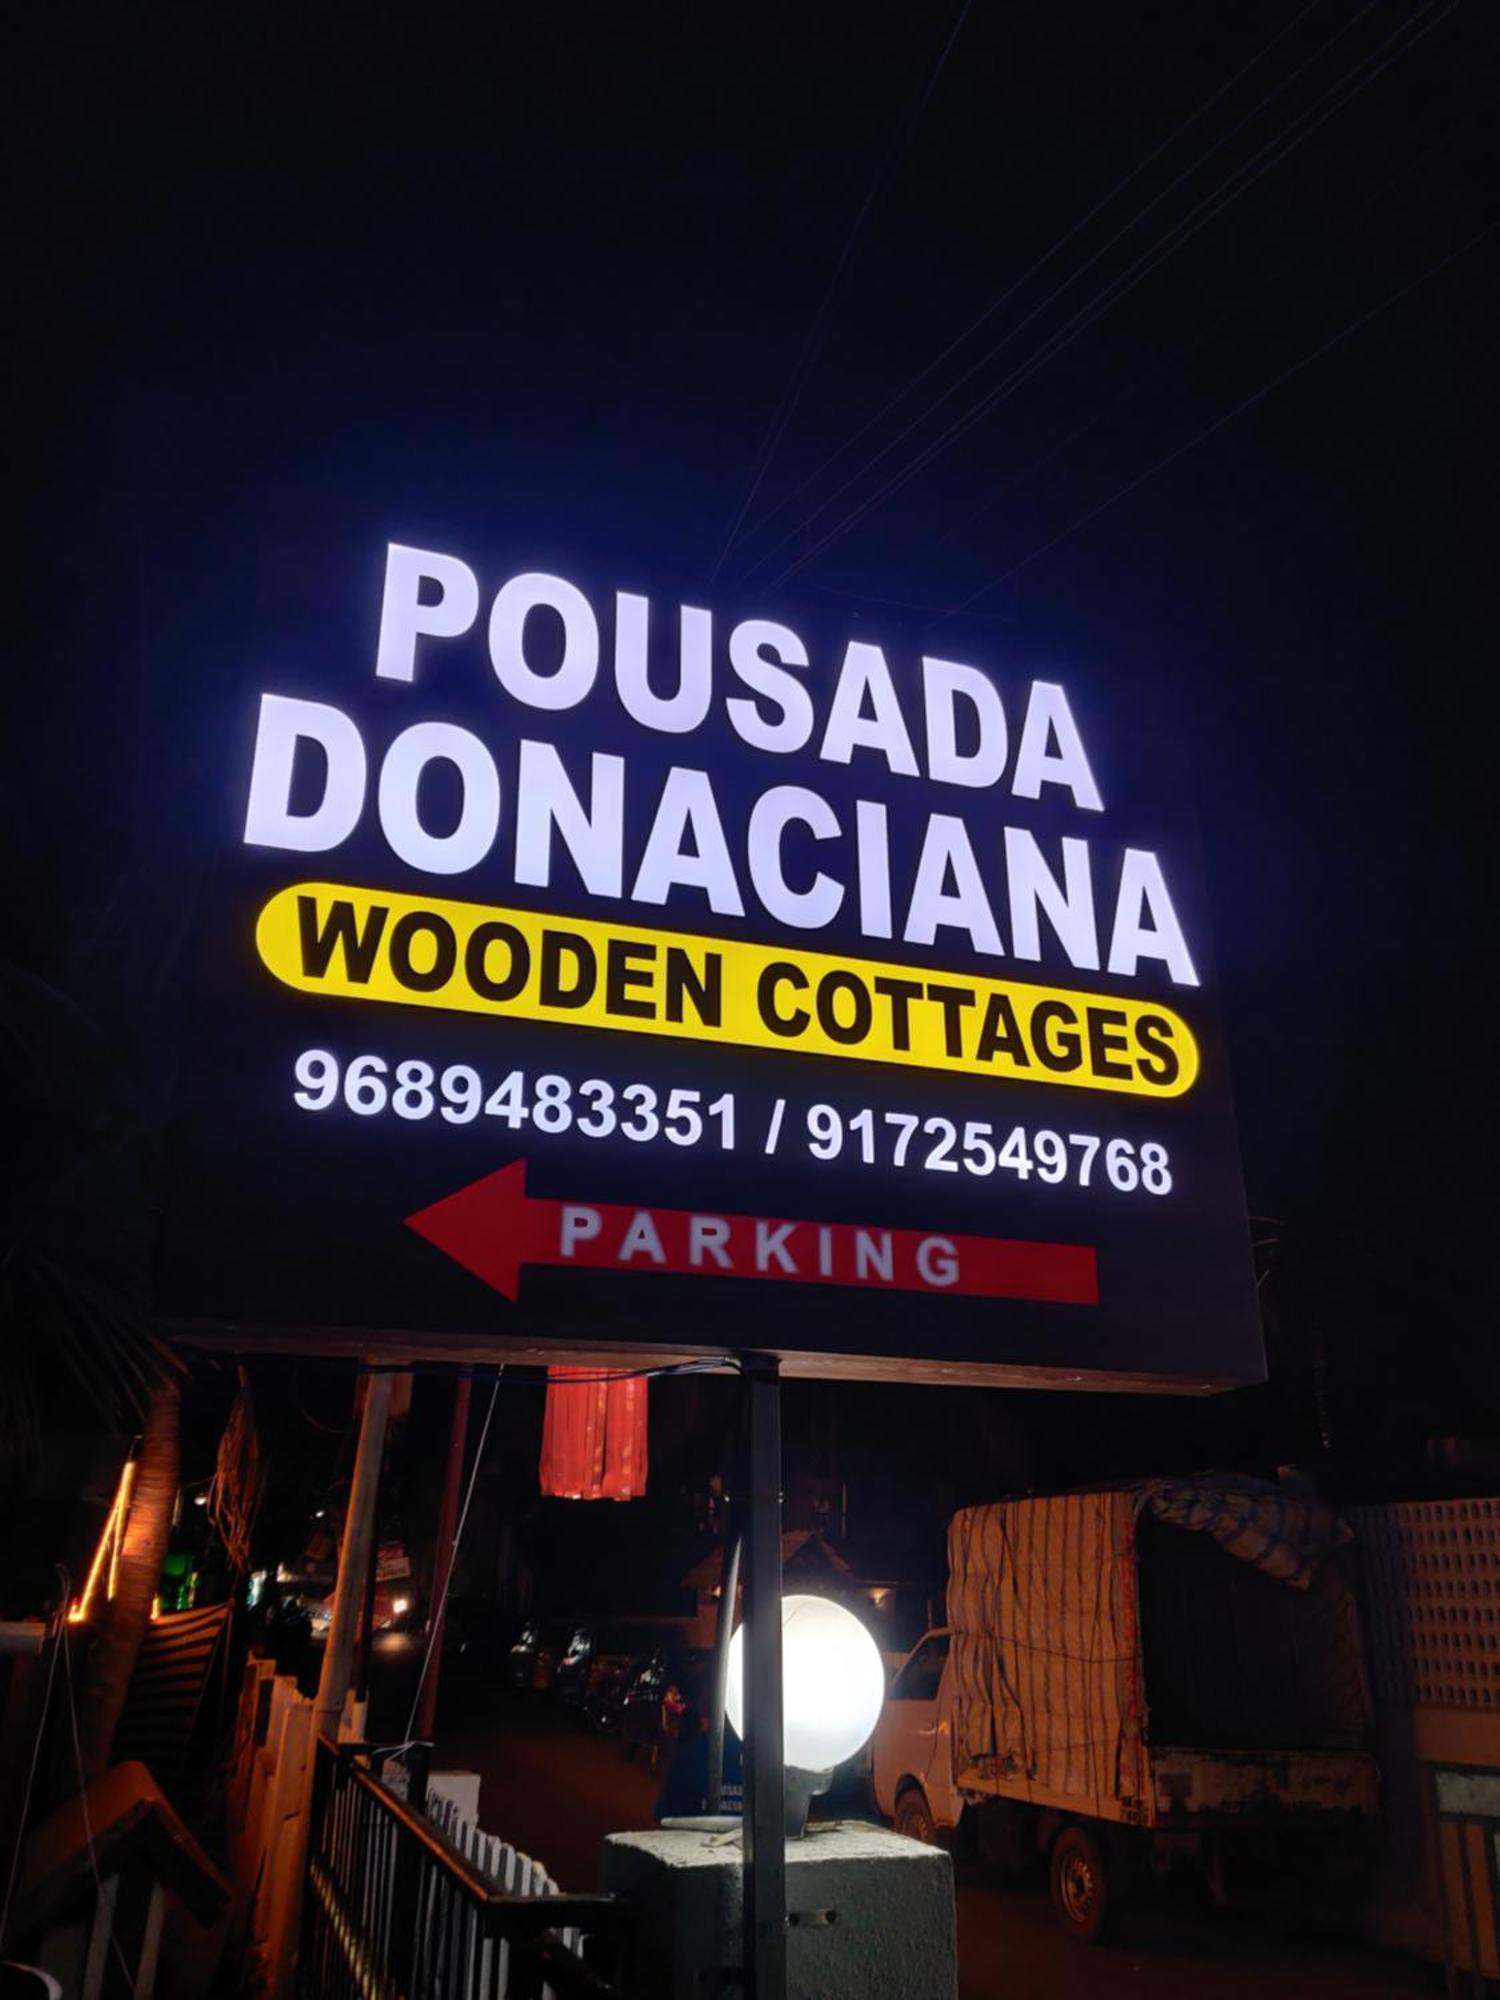 POUSADA
DONACIANA
WOODEN COTTAGES
9689483351 / 9172549768
PARKING